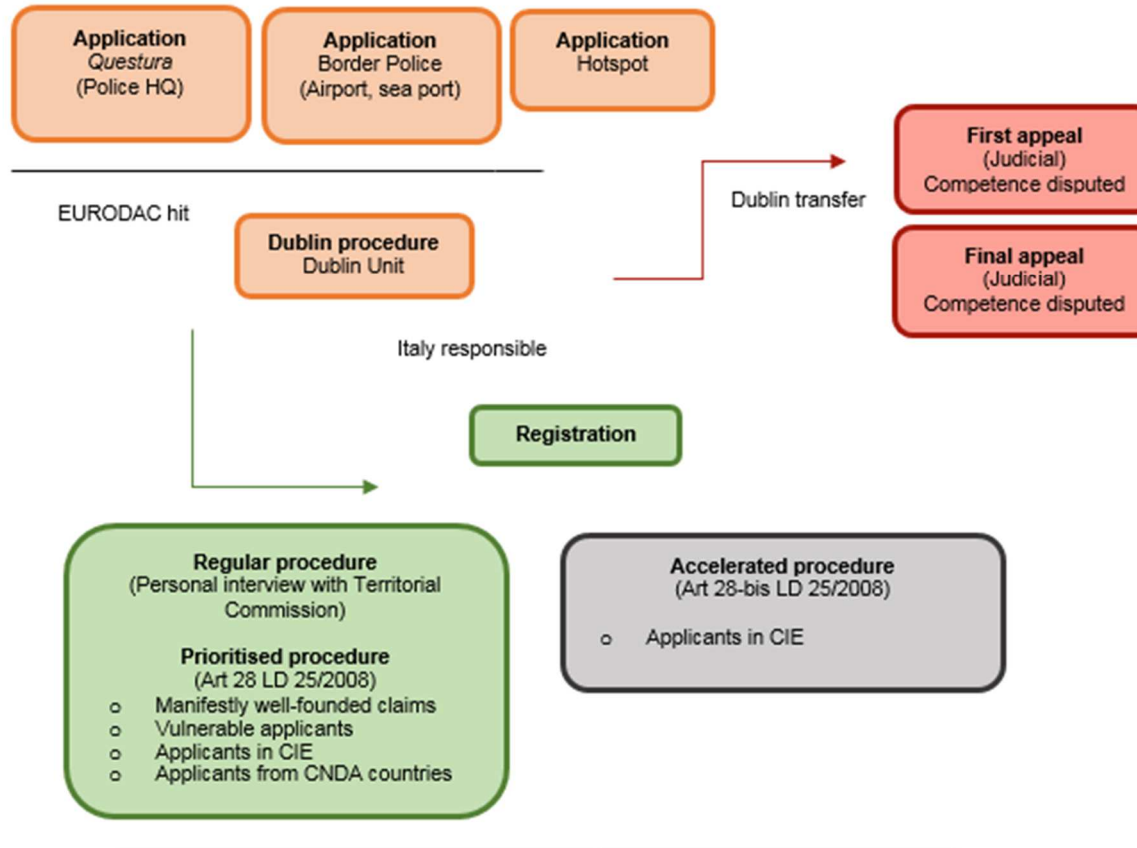 Application
Questura
(Police HQ)
Application
Border Police
(Airport, sea port)
Application
Hotspot
First appeal
(Judicial)
Competence disputed
Dublin transfer
EURODAC hit
Dublin procedure
Dublin Unit
Final appeal
(Judicial)
Competence disputed
Italy responsible
Registration
Regular procedure
(Personal interview with Territorial
Commission)
Prioritised procedure
(Art 28 LD 25/2008)
o Manifestly well-founded claims
o Vulnerable applicants
o Applicants in CIE
o Applicants from CNDA countries
Accelerated procedure
(Art 28-bis LD 25/2008)
o Applicants in CIE